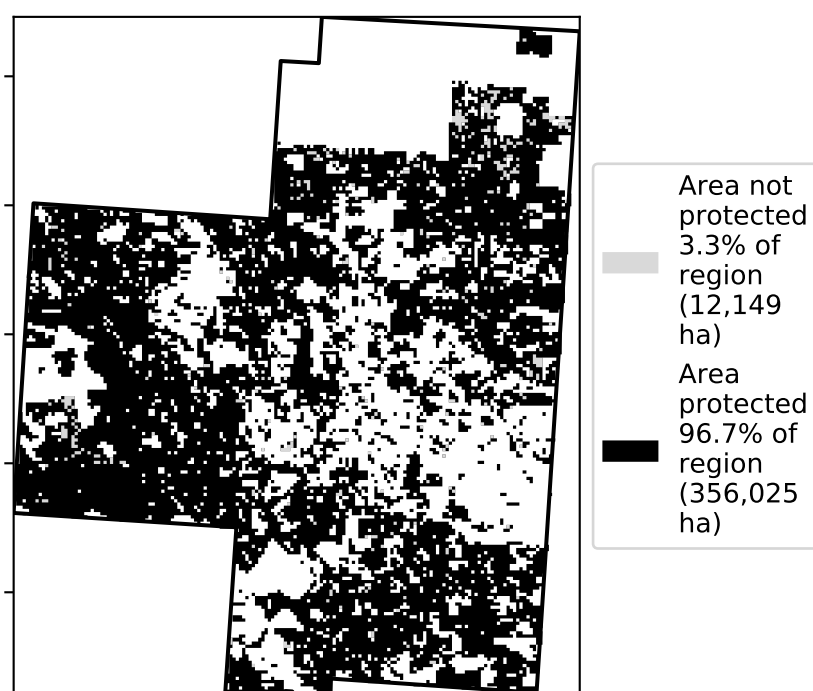 Area not
protected
3.3% of
region
(12,149
ha)
Area
protected
96.7% of
region
(356,025
ha)